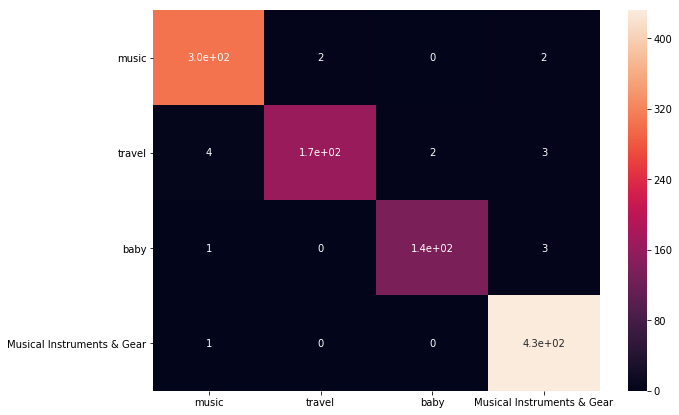 music 3.0e+02 2 0 2
travel 4 1.7e+02 2 3
baby 1 0 1.4e+02 3
Musical Instruments & Gear 1 0 0 4.3e+02
music travel baby Musical Instruments & Gear
400
320
240
160
80
0